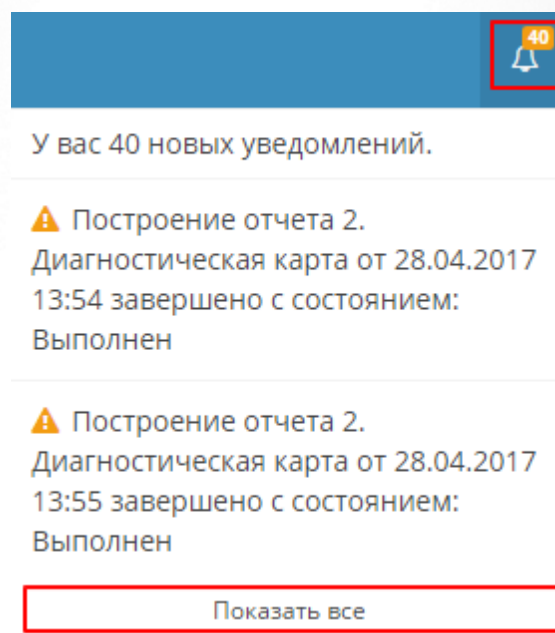 40
У вас 40 новых уведомлений.
Построение отчета 2.
Диагностическая карта от 28.04.2017
13:54 завершено с состоянием:
Выполнен
Построение отчета 2.
Диагностическая карта от 28.04.2017
13:55 завершено с состоянием:
Выполнен
Показать все